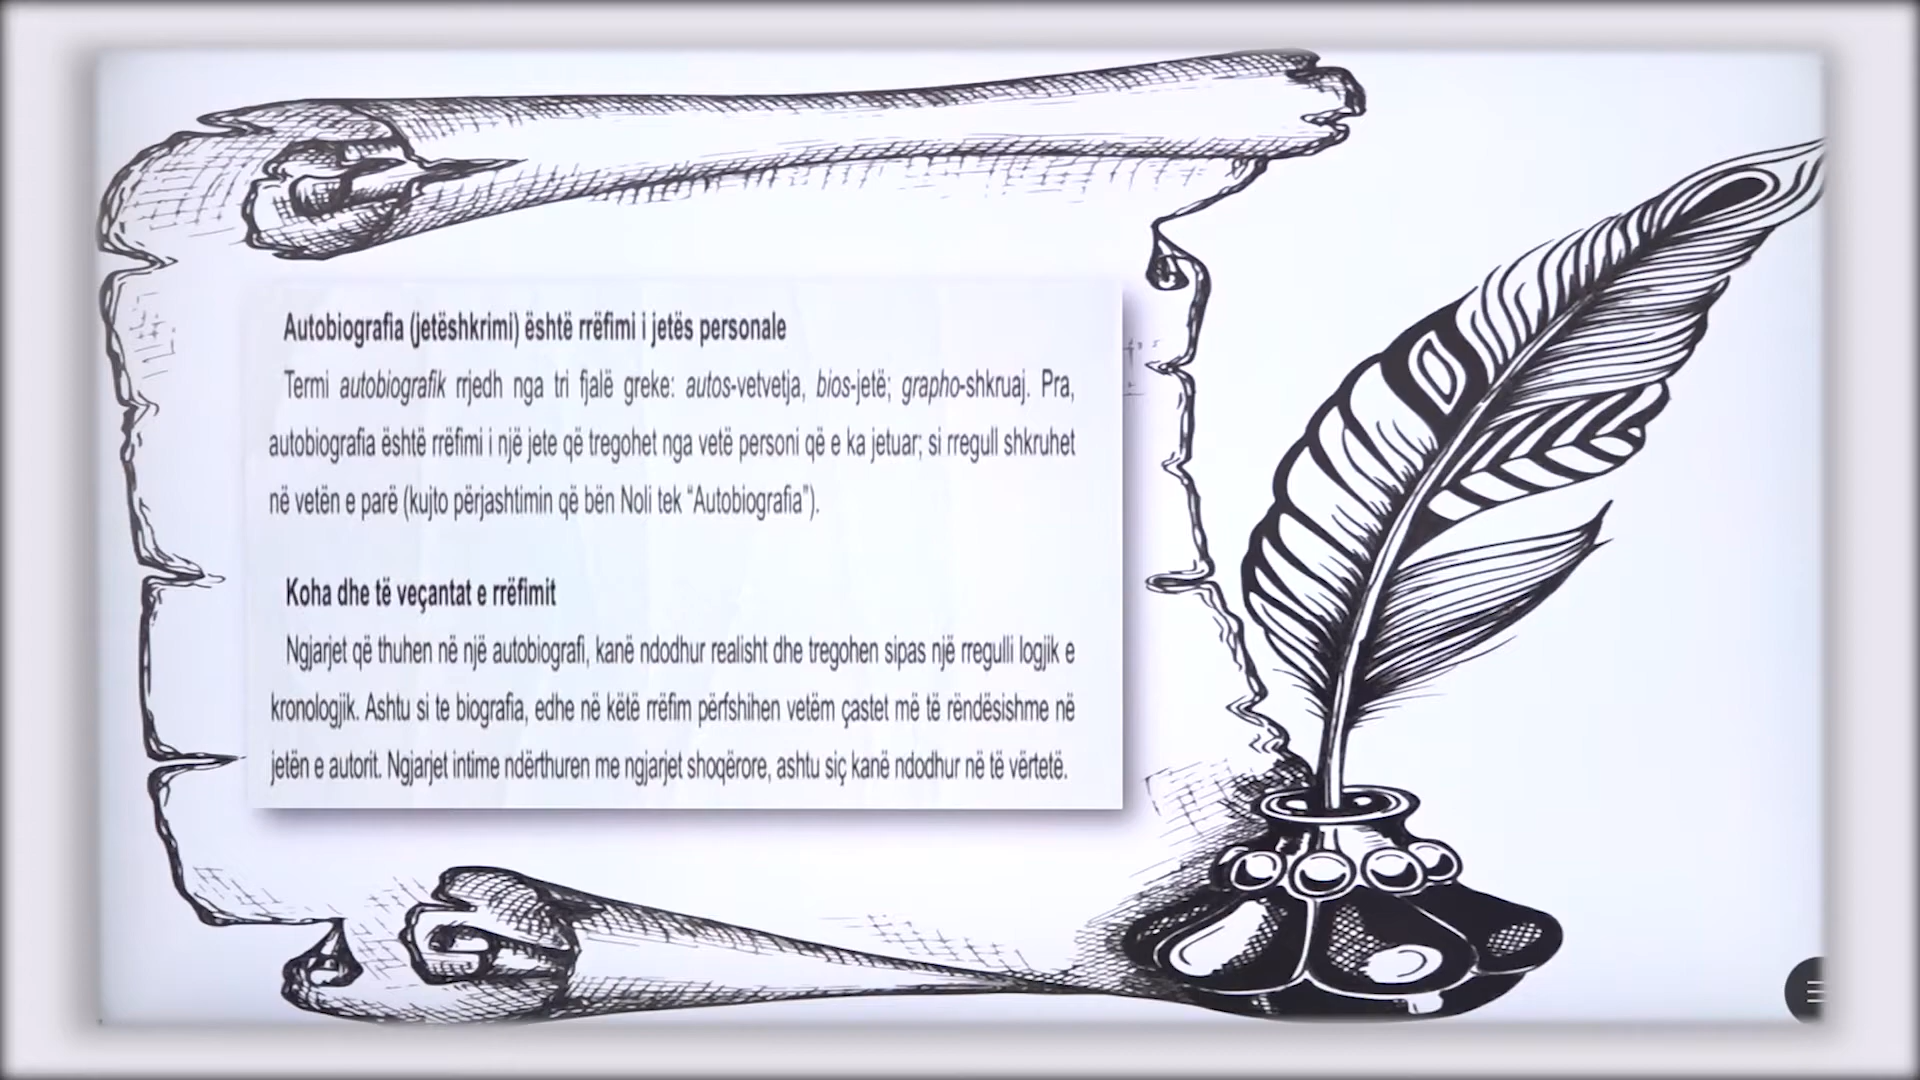 Autobiografia (jetëshkrimi) është rrëfimi i jetës personale
Termi autobiografik rrjedh nga tri fjalë greke: autos-vetvetja, bios-jetë; grapho-shkruaj. Pra,
autobiografia është rrëfimi i një jete që tregohet nga vetë personi që e ka jetuar; si rregull shkruhet
në vetën e parë (kujto përjashtimin që bën Noli tek “Autobiografia”).
Koha dhe të veçantat e rrëfimit
Ngjarjet që thuhen në një autobiografi, kanë ndodhur realisht dhe tregohen sipas një rregulli logjik e
kronologjik. Ashtu si te biografia, edhe në këtë rrëfim përfshihen vetëm çastet më të rëndësishme në
jetën e autorit. Ngjarjet intime ndërthuren me ngjarjet shoqërore, ashtu siç kanë ndodhur në të vërtetë.